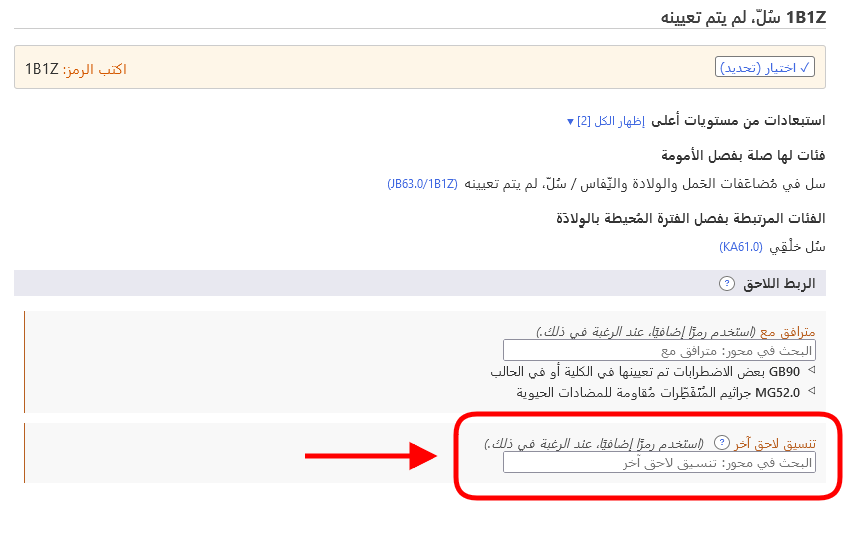 1B1Z سُلّ، لم يتم تعيينه
✓ اختيار (تحديد)
اكتب الرمز: 1B1Z
استبعادات من مستويات أعلى إظهار الكل [2] ▼
فئات لها صلة بفصل الأمومة
سل في مُضاعَفات الحَمل والولادة والنِّفاس / سُلّ، لم يتم تعيينه (JB63.0/1B1Z)
الفئات المرتبطة بفصل الفترة المُحيطة بالوِلادَة
سُل خلْقِي (KA61.0)
الربط اللاحق ?
مترافق مع (استخدم رمزًا إضافيًا، عند الرغبة في ذلك.)
البحث في محور: مترافق مع
GB90 بعض الاضطرابات تم تعيينها في الكلية أو في الحالب
MG52.0 جراثيم المُتَفَطِّرات مُقاومة للمضادات الحيوية
تنسيق لاحق آخر ? (استخدم رمزًا إضافيًا، عند الرغبة في ذلك.)
البحث في محور: تنسيق لاحق آخر